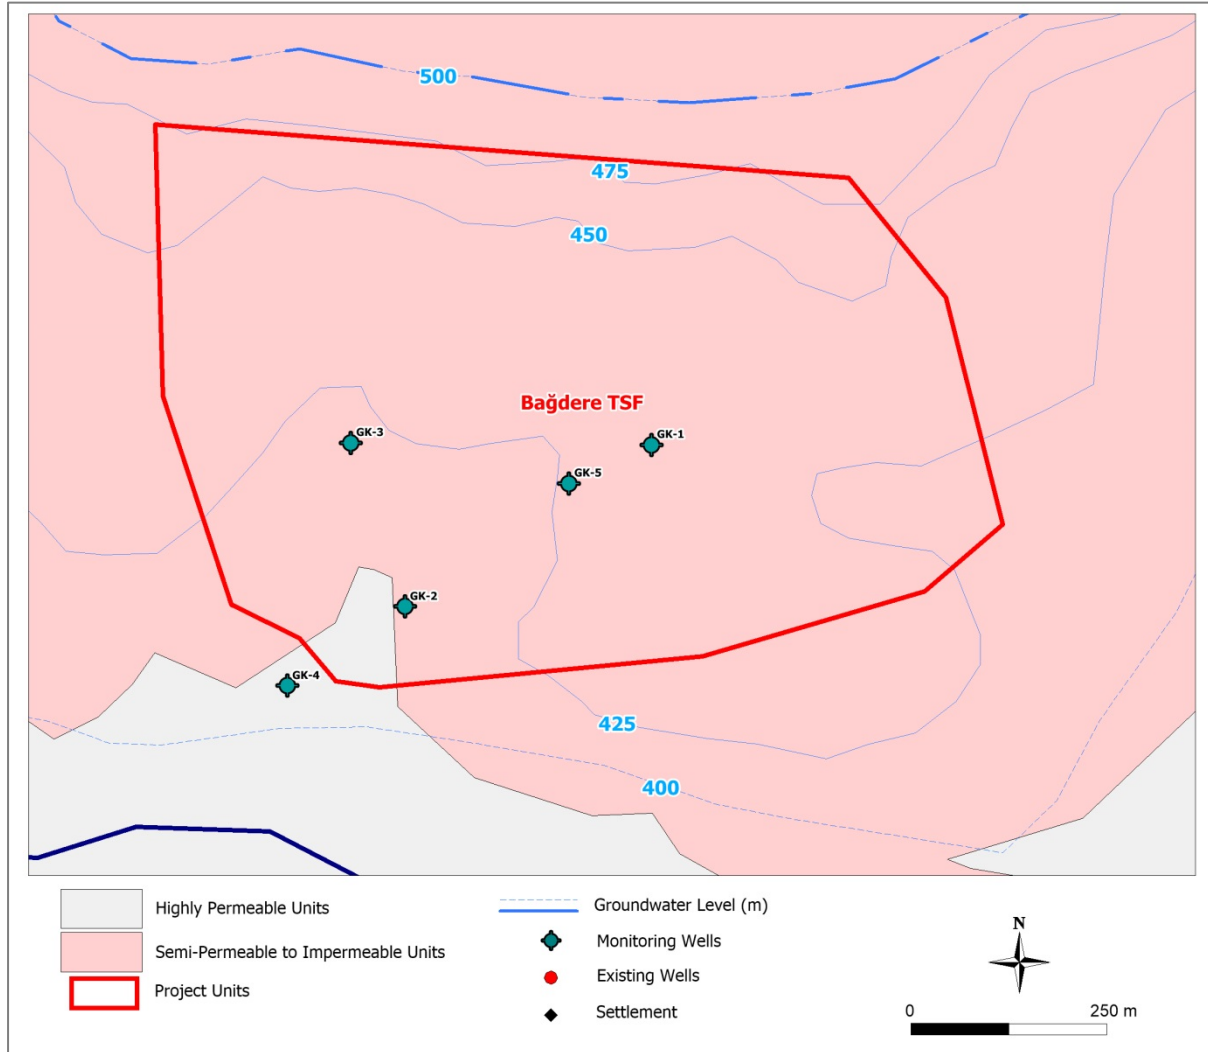 500
475
450
Bağdere TSF
GK-3
GK-1
GK-5
GK-2
GK-4
425
400
Highly Permeable Units
Semi-Permeable to Impermeable Units
Project Units
Groundwater Level (m)
Monitoring Wells
Existing Wells
Settlement
N
0 250 m